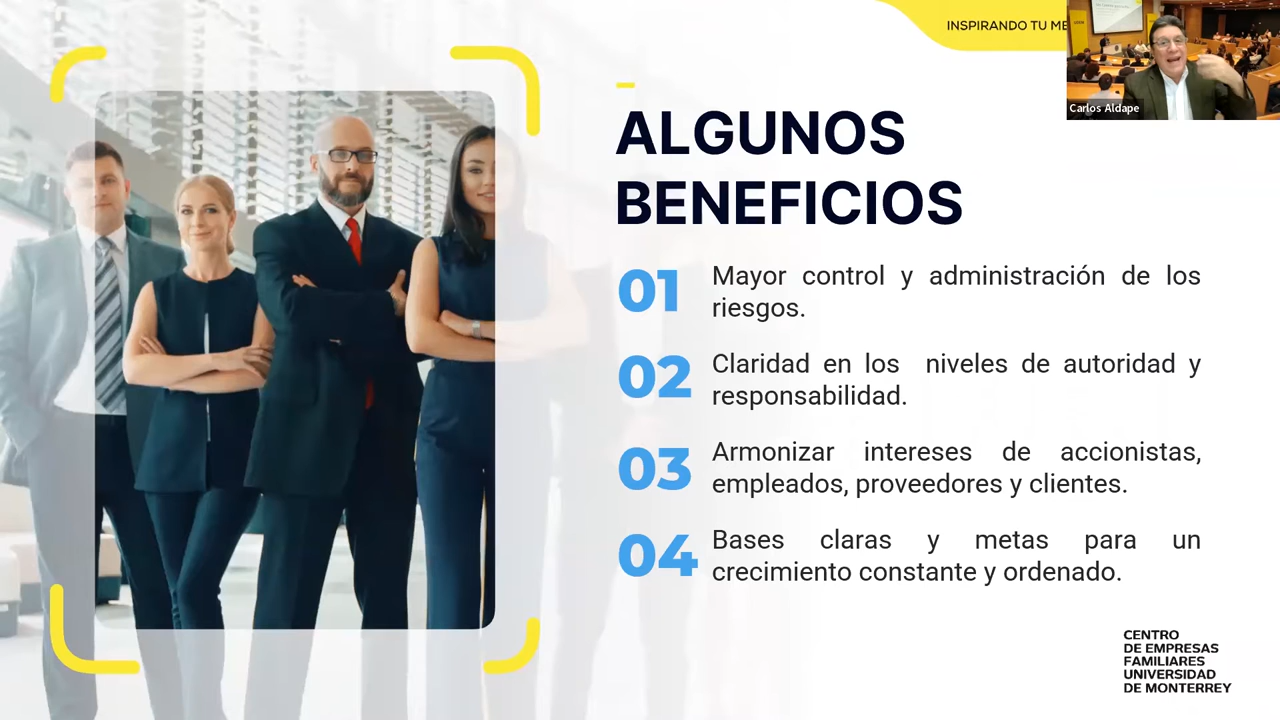 INSPIRANDO TU
Carlos Aldape
ALGUNOS
BENEFICIOS
01 Mayor control y administración de los
riesgos.
02 Claridad en los niveles de autoridad y
responsabilidad.
03 Armonizar intereses de accionistas,
empleados, proveedores y clientes.
04 Bases claras y metas para un
crecimiento constante y ordenado.
CENTRO
DE EMPRESAS
FAMILIARES
UNIVERSIDAD
DE MONTERREY